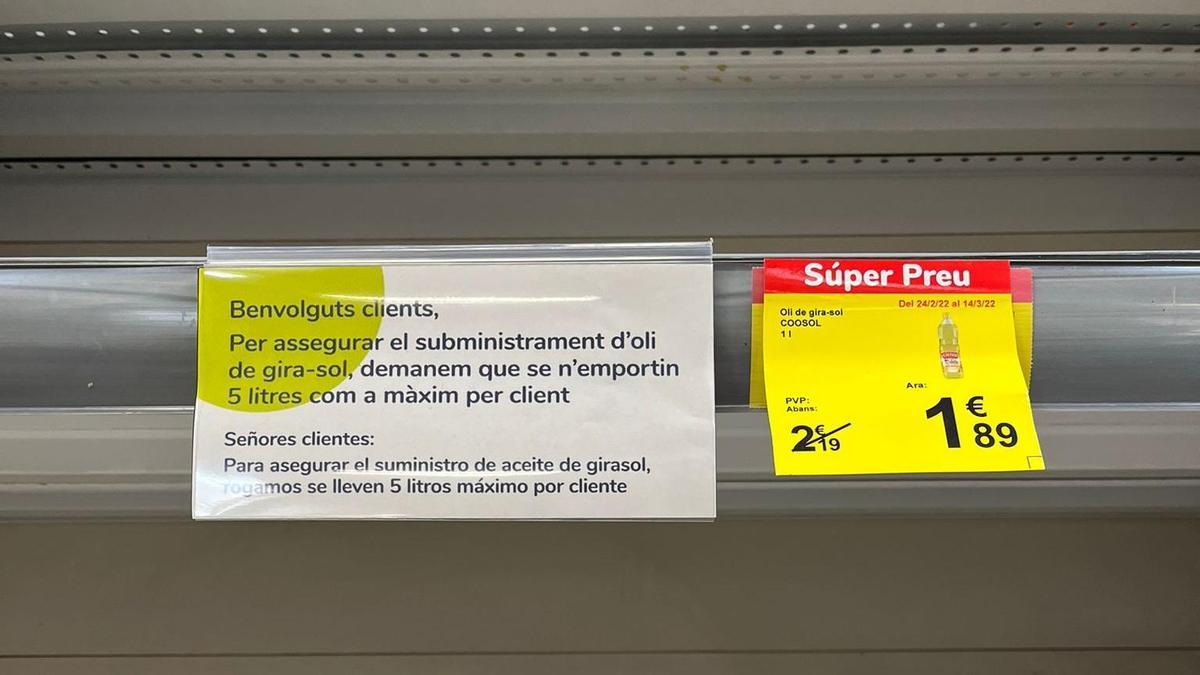 Benvolguts clients,
Per assegurar el subministrament d'oli
de gira-sol, demanem que se n'emportin
5 litres com a màxim per client
Señores clientes:
Para asegurar el suministro de aceite de girasol,
rogamos se lleven 5 litros máximo por cliente
Súper Preu
Del 24/2/22 al 14/3/22
Oli de gira-sol
COOSOL
1 l
Ara:
PVP:
Abans:
2€19
1€89